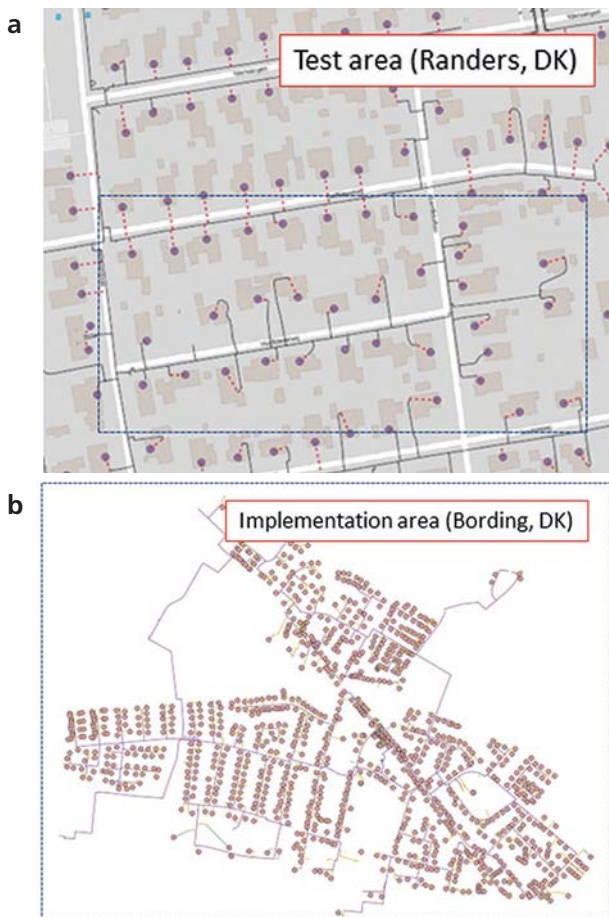 a
Test area (Randers, DK)
b
Implementation area (Bording, DK)